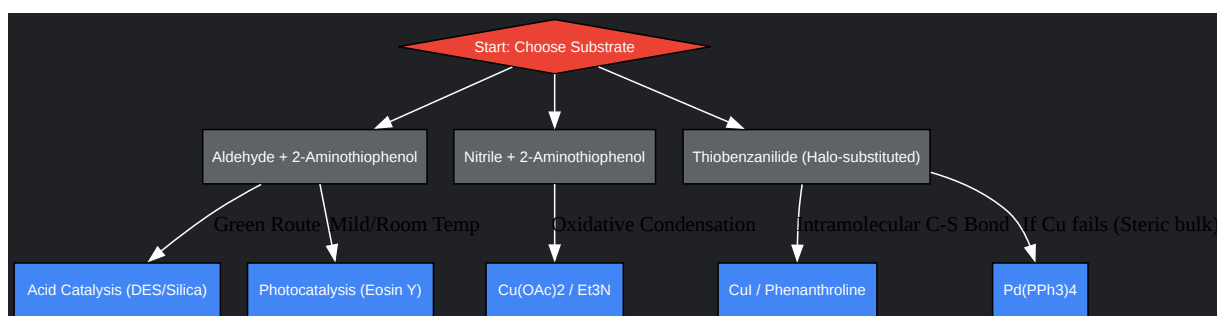 Start: Choose Substrate
Aldehyde + 2-Aminothiophenol
Nitrile + 2-Aminothiophenol
Thiobenzanilide (Halo-substituted)
Green Route
Mild/Room Temp
Oxidative Condensation
Intramolecular C-S Bond
If Cu fails (Steric bulk)
Acid Catalysis (DES/Silica)
Photocatalysis (Eosin Y)
Cu(OAc)2 / Et3N
CuI / Phenanthroline
Pd(PPh3)4